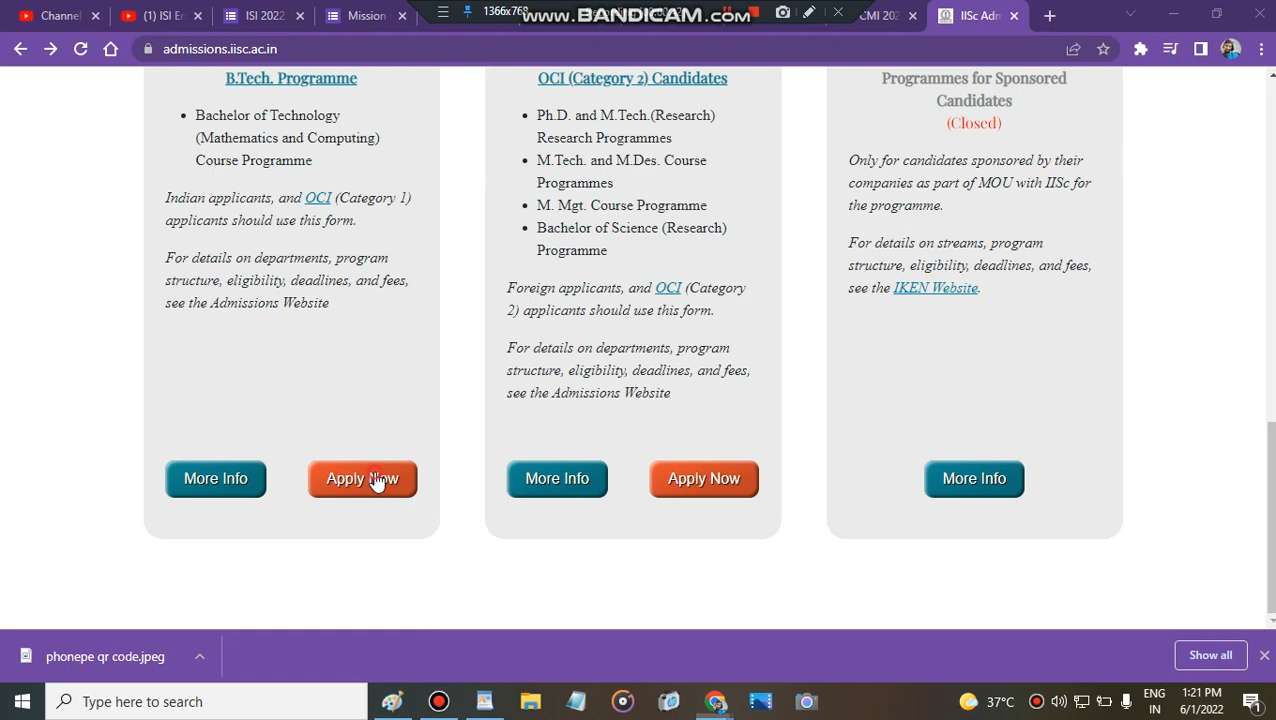 Channel
(1) ISI En
ISI 2022
Mission
1366x768
www.BANDICAM.com
CMI 202
IISc Adm
admissions.iisc.ac.in
B.Tech. Programme
• Bachelor of Technology
(Mathematics and Computing)
Course Programme
Indian applicants, and OCI (Category 1)
applicants should use this form.
For details on departments, program
structure, eligibility, deadlines, and fees,
see the Admissions Website
More Info
Apply Now
OCI (Category 2) Candidates
• Ph.D. and M.Tech.(Research)
Research Programmes
• M.Tech. and M.Des. Course
Programmes
• M. Mgt. Course Programme
• Bachelor of Science (Research)
Programme
Foreign applicants, and OCI (Category
2) applicants should use this form.
For details on departments, program
structure, eligibility, deadlines, and fees,
see the Admissions Website
More Info
Apply Now
Programmes for Sponsored
Candidates
(Closed)
Only for candidates sponsored by their
companies as part of MOU with IISc for
the programme.
For details on streams, program
structure, eligibility, deadlines, and fees,
see the IKEN Website.
More Info
phonepe qr code.jpeg
Show all
Type here to search
37°C
ENG
IN
1:21 PM
6/1/2022
1